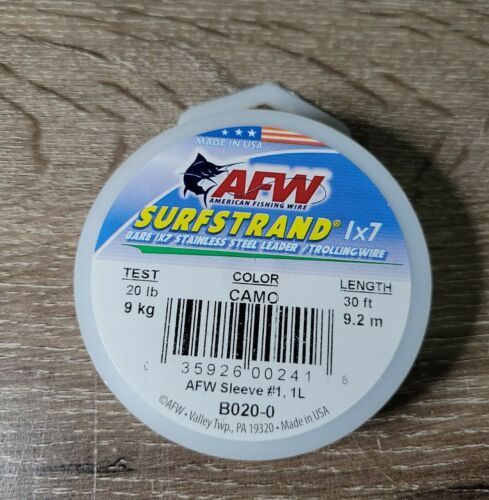 MADE IN USA
AFW
AMERICAN FISHING WIRE
SURFSTRAND® 1x7
BARE 1X7 STAINLESS STEEL LEADER / TROLLING WIRE
TEST COLOR LENGTH
20 lb CAMO 30 ft
9 kg 9.2 m
35926 00241 8
AFW Sleeve #1, 1L
B020-0
©AFW • Valley Twp., PA 19320 • Made in USA